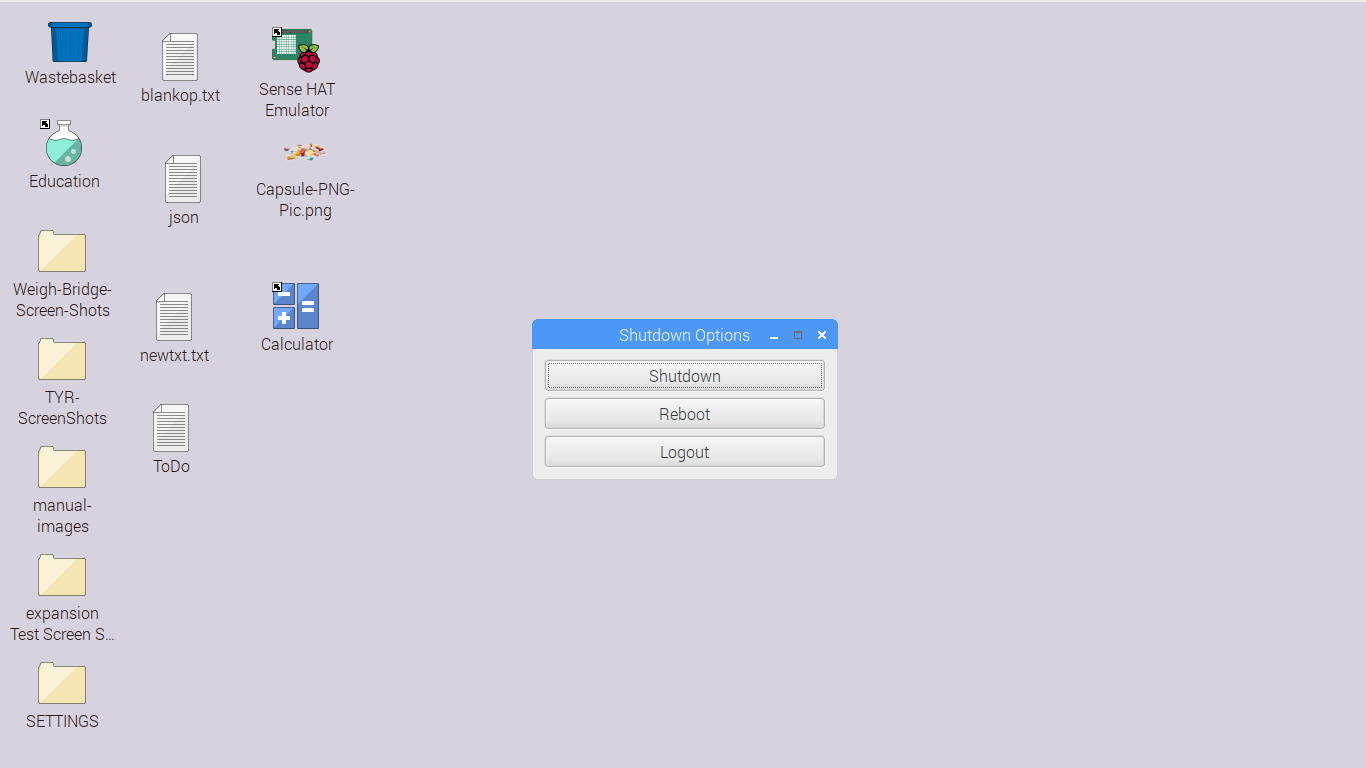 Wastebasket
Education
Weigh-Bridge-
Screen-Shots
TYR-
ScreenShots
manual-
images
expansion
Test Screen S...
SETTINGS
blankop.txt
json
newtxt.txt
ToDo
Sense HAT
Emulator
Capsule-PNG-
Pic.png
Calculator
Shutdown Options
Shutdown
Reboot
Logout